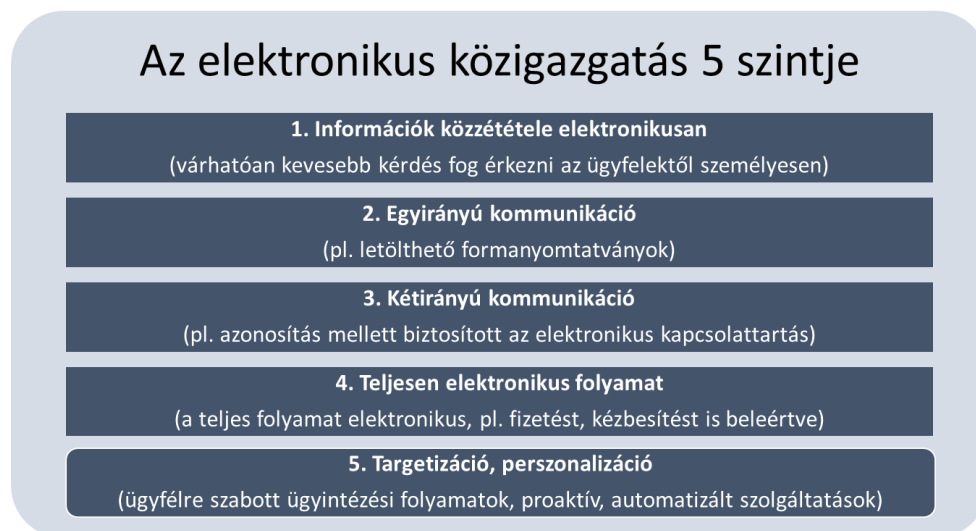 Az elektronikus közigazgatás 5 szintje
1. Információk közzététele elektronikusan
(várhatóan kevesebb kérdés fog érkezni az ügyfelektől személyesen)
2. Egyirányú kommunikáció
(pl. letölthető formanyomtatványok)
3. Kétirányú kommunikáció
(pl. azonosítás mellett biztosított az elektronikus kapcsolattartás)
4. Teljesen elektronikus folyamat
(a teljes folyamat elektronikus, pl. fizetést, kézbesítést is beleértve)
5. Targetizáció, perszonalizáció
(ügyfélre szabott ügyintézési folyamatok, proaktív, automatizált szolgáltatások)